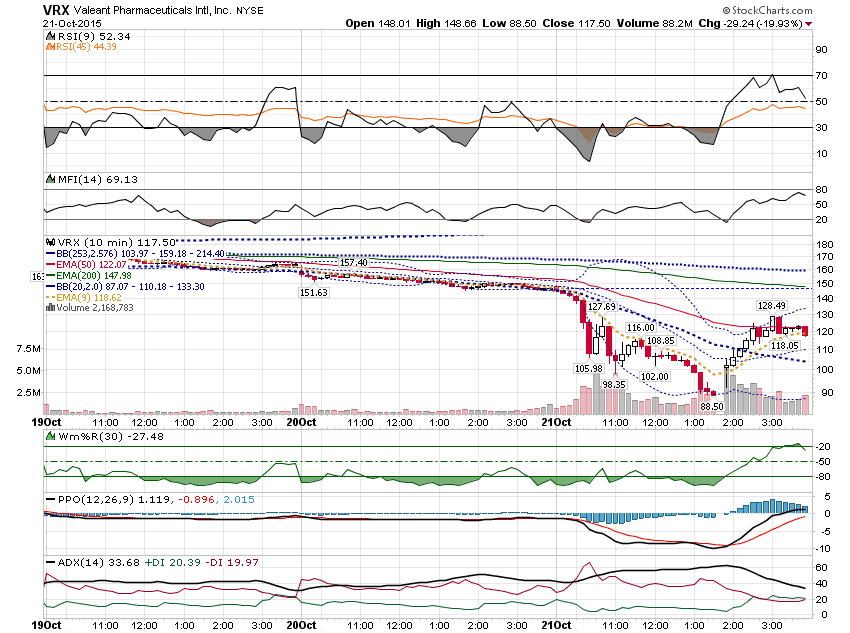 VRX Valeant Pharmaceuticals Intl, Inc. NYSE © StockCharts.com
21-Oct-2015 Open 148.01 High 148.66 Low 88.50 Close 117.50 Volume 88.2M Chg -29.24 (-19.93%)
RSI(9) 52.34
RSI(45) 44.39
90
70
50
30
10
MFI(14) 69.13
80
50
20
VRX (10 min) 117.50
BB(253,2.576) 103.97 - 159.18 - 214.40
EMA(50) 122.07
EMA(200) 147.98
BB(20,2.0) 87.07 - 110.18 - 133.30
EMA(9) 118.62
Volume 2,168,783
180
170
160
150
140
130
120
110
100
90
7.5M
5.0M
2.5M
157.40
151.63
127.69
128.49
116.00
108.85
118.05
105.98
102.00
98.35
88.50
19Oct 11:00 12:00 1:00 2:00 3:00 20Oct 11:00 12:00 1:00 2:00 3:00 21Oct 11:00 12:00 1:00 2:00 3:00
Wm%R(30) -27.48
-20
-50
-80
PPO(12,26,9) 1.119, -0.896, 2.015
5
0
-5
-10
ADX(14) 33.68 +DI 20.39 -DI 19.97
60
40
20
0
19Oct 11:00 12:00 1:00 2:00 3:00 20Oct 11:00 12:00 1:00 2:00 3:00 21Oct 11:00 12:00 1:00 2:00 3:00